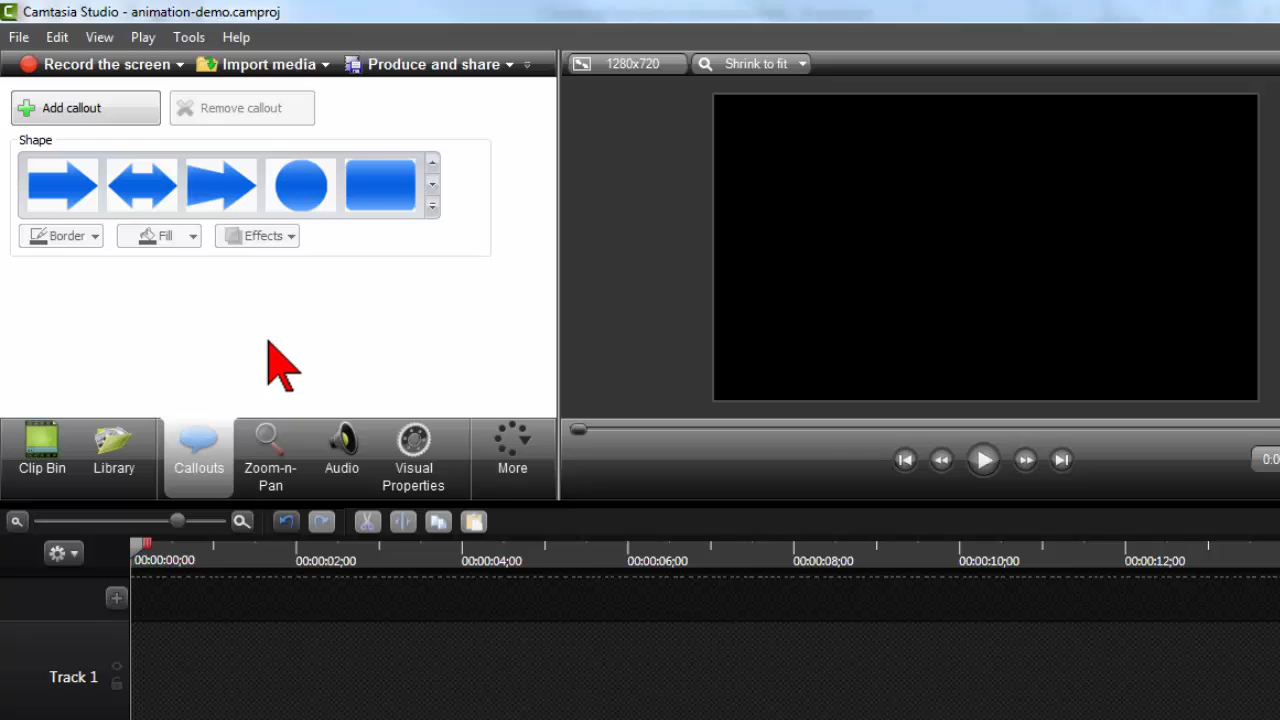 Camtasia Studio - animation-demo.camproj
File Edit View Play Tools Help
Record the screen Import media Produce and share 1280x720 Shrink to fit
Add callout Remove callout
Shape
Border Fill Effects
Clip Bin Library Callouts Zoom-n-Pan Audio Visual Properties More
0:0
00:00:00;00 00:00:02;00 00:00:04;00 00:00:06;00 00:00:08;00 00:00:10;00 00:00:12;00
Track 1